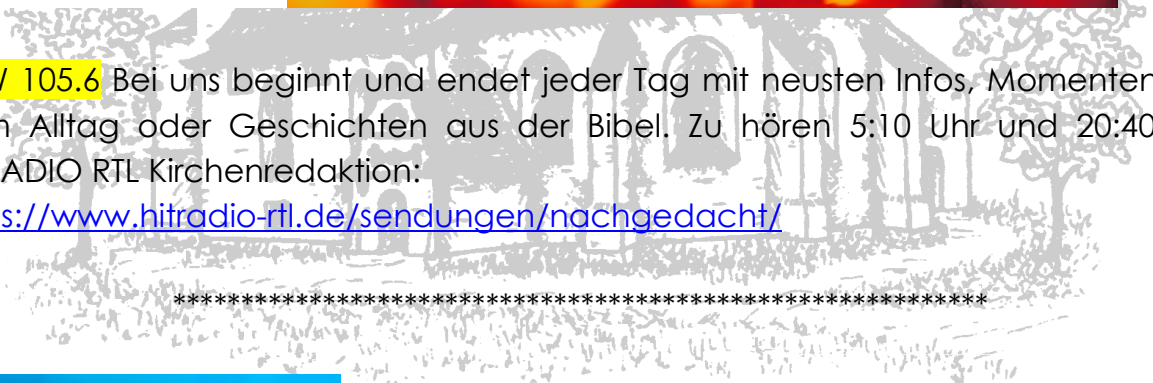 105.6 Bei uns beginnt und endet jeder Tag mit neusten Infos, Momenten
Alltag oder Geschichten aus der Bibel. Zu hören 5:10 Uhr und 20:40
ADIO RTL Kirchenredaktion:
s://www.hitradio-rtl.de/sendungen/nachgedacht/
************************************************************